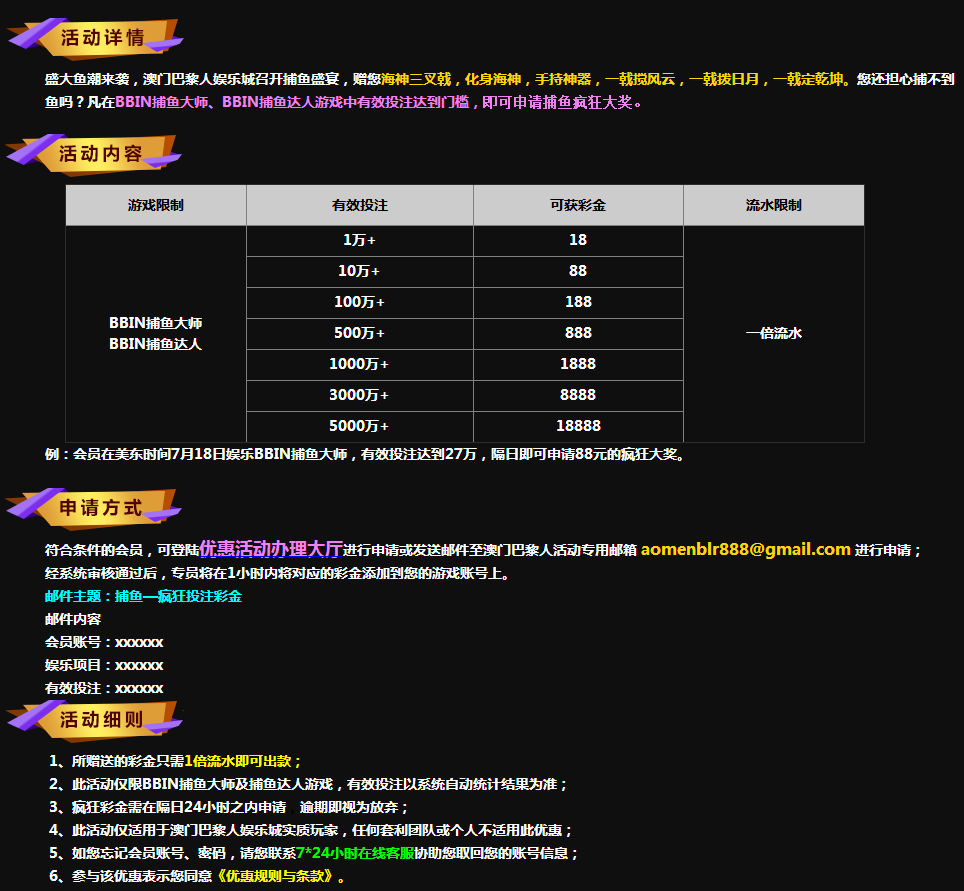 活动详情
盛大鱼潮来袭，澳门巴黎人娱乐城召开捕鱼盛宴，赠您海神三叉戟，化身海神，手持神器，一戟搅风云，一戟拨日月，一戟定乾坤。您还担心捕不到
鱼吗？凡在BBIN捕鱼大师、BBIN捕鱼达人游戏中有效投注达到门槛，即可申请捕鱼疯狂大奖。
活动内容
游戏限制 有效投注 可获彩金 流水限制
1万+ 18
10万+ 88
100万+ 188
BBIN捕鱼大师
BBIN捕鱼达人
500万+ 888
一倍流水
1000万+ 1888
3000万+ 8888
5000万+ 18888
例：会员在美东时间7月18日娱乐BBIN捕鱼大师，有效投注达到27万，隔日即可申请88元的疯狂大奖。
申请方式
符合条件的会员，可登陆优惠活动办理大厅进行申请或发送邮件至澳门巴黎人活动专用邮箱 aomenblr888@gmail.com 进行申请；
经系统审核通过后，专员将在1小时内将对应的彩金添加到您的游戏账号上。
邮件主题：捕鱼—疯狂投注彩金
邮件内容
会员账号：xxxxxx
娱乐项目：xxxxxx
有效投注：xxxxxx
活动细则
1、所赠送的彩金只需1倍流水即可出款；
2、此活动仅限BBIN捕鱼大师及捕鱼达人游戏，有效投注以系统自动统计结果为准；
3、疯狂彩金需在隔日24小时之内申请 逾期即视为放弃；
4、此活动仅适用于澳门巴黎人娱乐城实质玩家，任何套利团队或个人不适用此优惠；
5、如您忘记会员账号、密码，请您联系7*24小时在线客服协助您取回您的账号信息；
6、参与该优惠表示您同意《优惠规则与条款》。